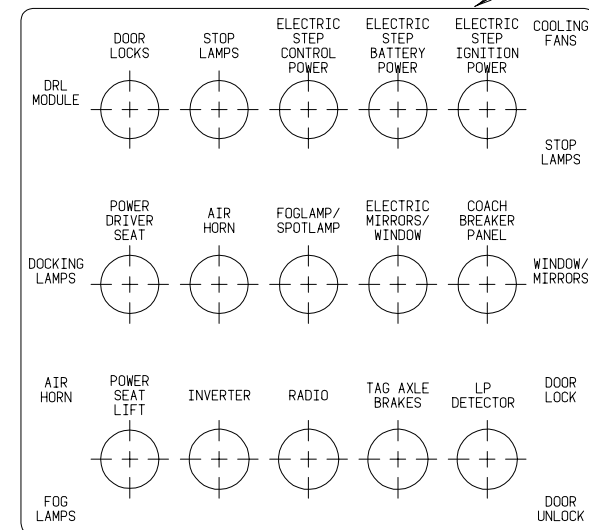 DOOR
LOCKS
STOP
LAMPS
ELECTRIC
STEP
CONTROL
POWER
ELECTRIC
STEP
BATTERY
POWER
ELECTRIC
STEP
IGNITION
POWER
COOLING
FANS
DRL
MODULE
STOP
LAMPS
POWER
DRIVER
SEAT
AIR
HORN
FOGLAMP/
SPOTLAMP
ELECTRIC
MIRRORS/
WINDOW
COACH
BREAKER
PANEL
DOCKING
LAMPS
WINDOW/
MIRRORS
AIR
HORN
POWER
SEAT
LIFT
INVERTER
RADIO
TAG AXLE
BRAKES
LP
DETECTOR
DOOR
LOCK
FOG
LAMPS
DOOR
UNLOCK